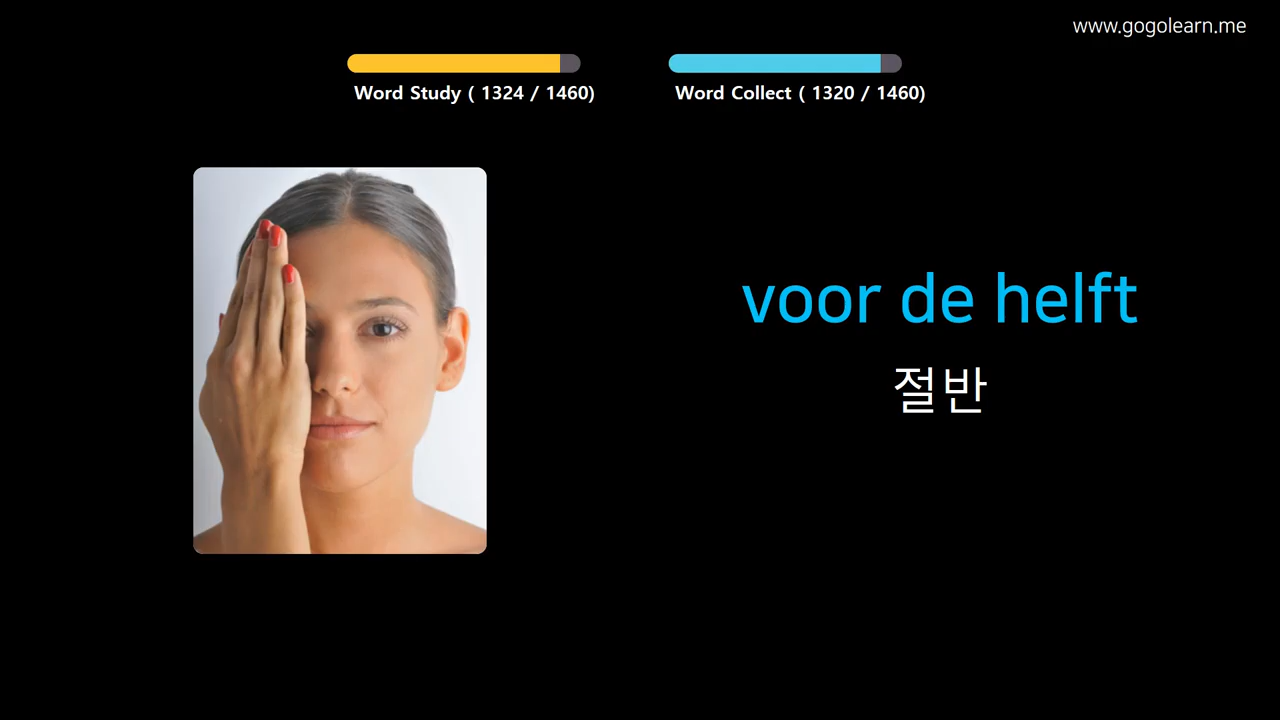 www.gogolearn.me
Word Study ( 1324 / 1460)
Word Collect ( 1320 / 1460)
voor de helft
절반